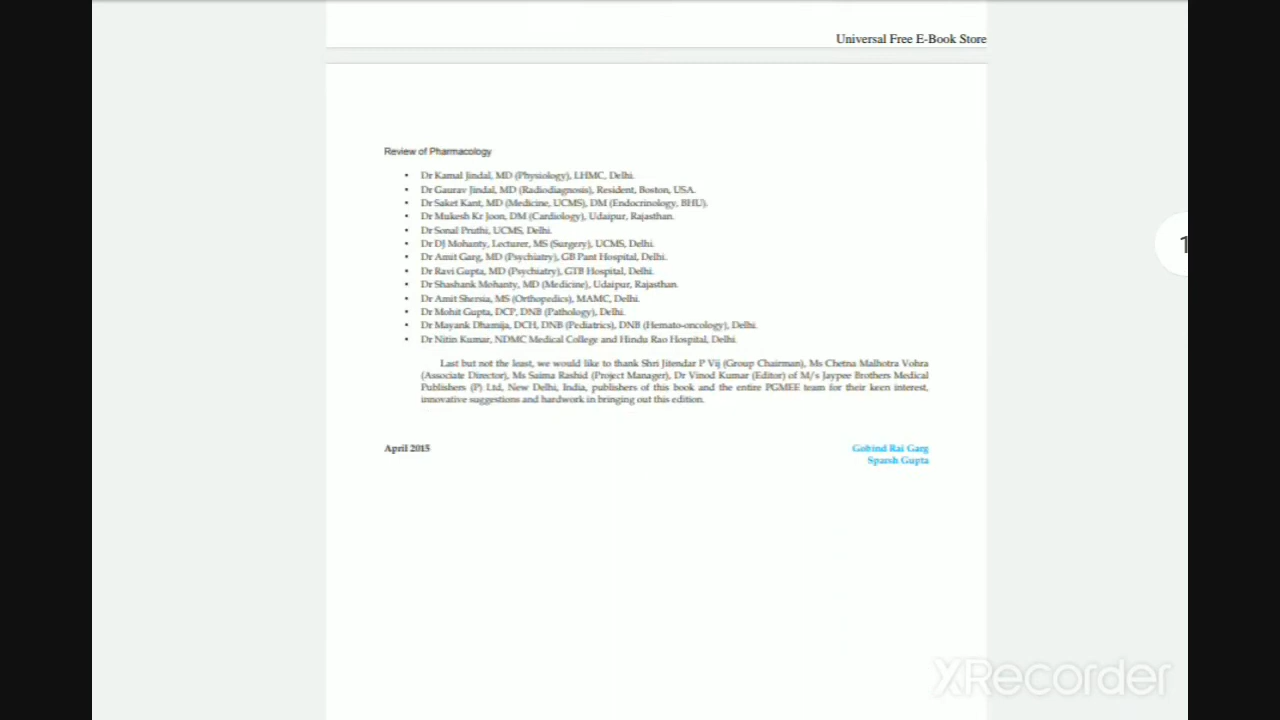 Universal Free E-Book Store
Review of Pharmacology
• Dr Kamal Jindal, MD (Physiology), LHMC, Delhi.
• Dr Gaurav Jindal, MD (Radiodiagnosis), Resident, Boston, USA.
• Dr Saket Kant, MD (Medicine, UCMS), DM (Endocrinology, BHU).
• Dr Mukesh Kr Joon, DM (Cardiology), Udaipur, Rajasthan.
• Dr Sonal Pruthi, UCMS, Delhi.
• Dr DJ Mohanty, Lecturer, MS (Surgery), UCMS, Delhi.
• Dr Amit Garg, MD (Psychiatry), GB Pant Hospital, Delhi.
• Dr Ravi Gupta, MD (Psychiatry), GTB Hospital, Delhi.
• Dr Shashank Mohanty, MD (Medicine), Udaipur, Rajasthan.
• Dr Amit Shersia, MS (Orthopedics), MAMC, Delhi.
• Dr Mohit Gupta, DCP, DNB (Pathology), Delhi.
• Dr Mayank Dhamija, DCH, DNB (Pediatrics), DNB (Hemato-oncology), Delhi.
• Dr Nitin Kumar, NDMC Medical College and Hindu Rao Hospital, Delhi.
Last but not the least, we would like to thank Shri Jitendar P Vij (Group Chairman), Ms Chetna Malhotra Vohra
(Associate Director), Ms Saima Rashid (Project Manager), Dr Vinod Kumar (Editor) of M/s Jaypee Brothers Medical
Publishers (P) Ltd, New Delhi, India, publishers of this book and the entire PGMEE team for their keen interest,
innovative suggestions and hardwork in bringing out this edition.
April 2015
Gobind Rai Garg
Sparsh Gupta
1
XRecorder